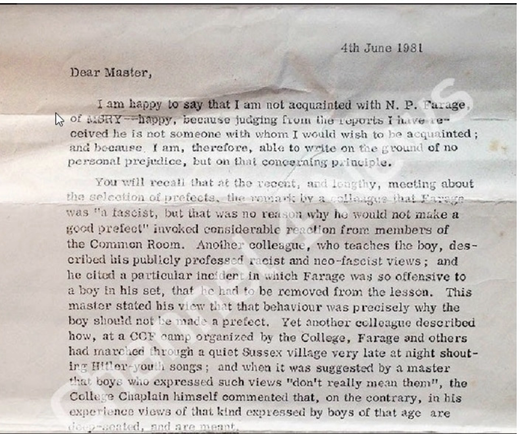 4th June 1981
Dear Master,
I am happy to say that I am not acquainted with N. P. Farage,
of MSRY—happy, because judging from the reports I have re-
ceived he is not someone with whom I would wish to be acquainted;
and because, I am, therefore, able to write on the ground of no
personal prejudice, but on that concerning principle.
You will recall that at the recent, and lengthy, meeting about
the selection of prefects, the remark by a colleague that Farage
was "a fascist, but that was no reason why he would not make a
good prefect" invoked considerable reaction from members of
the Common Room. Another colleague, who teaches the boy, des-
cribed his publicly professed racist and neo-fascist views; and
he cited a particular incident in which Farage was so offensive to
a boy in his set, that he had to be removed from the lesson. This
master stated his view that that behaviour was precisely why the
boy should not be made a prefect. Yet another colleague described
how, at a CCF camp organized by the College, Farage and others
had marched through a quiet Sussex village very late at night shout-
ing Hitler-youth songs; and when it was suggested by a master
that boys who expressed such views "don't really mean them", the
College Chaplain himself commented that, on the contrary, in his
experience views of that kind expressed by boys of that age are
deep-seated, and are meant.